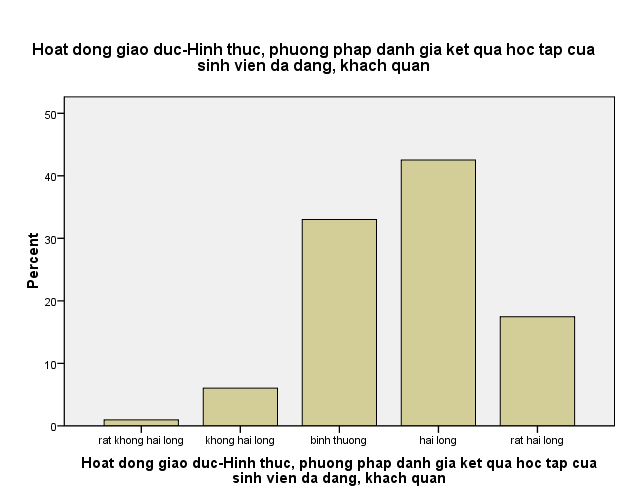 Hoat dong giao duc-Hinh thuc, phuong phap danh gia ket qua hoc tap cua
sinh vien da dang, khach quan
50
40
30
20
10
0
Percent
rat khong hai long
khong hai long
binh thuong
hai long
rat hai long
Hoat dong giao duc-Hinh thuc, phuong phap danh gia ket qua hoc tap cua
sinh vien da dang, khach quan